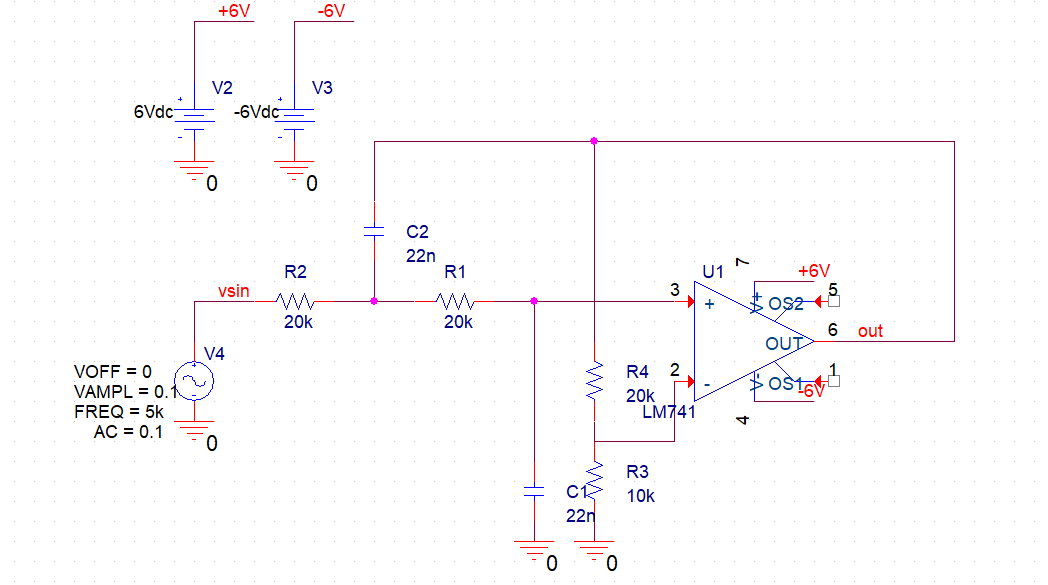 +6V
-6V
V2
V3
6Vdc
-6Vdc
+
+
-
-
0
0
C2
22n
R2
R1
vsin
20k
20k
U1
7
+6V
3
5
+
V+
OS2
6
out
OUT
V4
VOFF = 0
VAMPL = 0.1
FREQ = 5k
AC = 0.1
+
-
0
R4
20k
2
1
-
V-
OS1
-6V
LM741
4
R3
10k
C1
22n
0
0